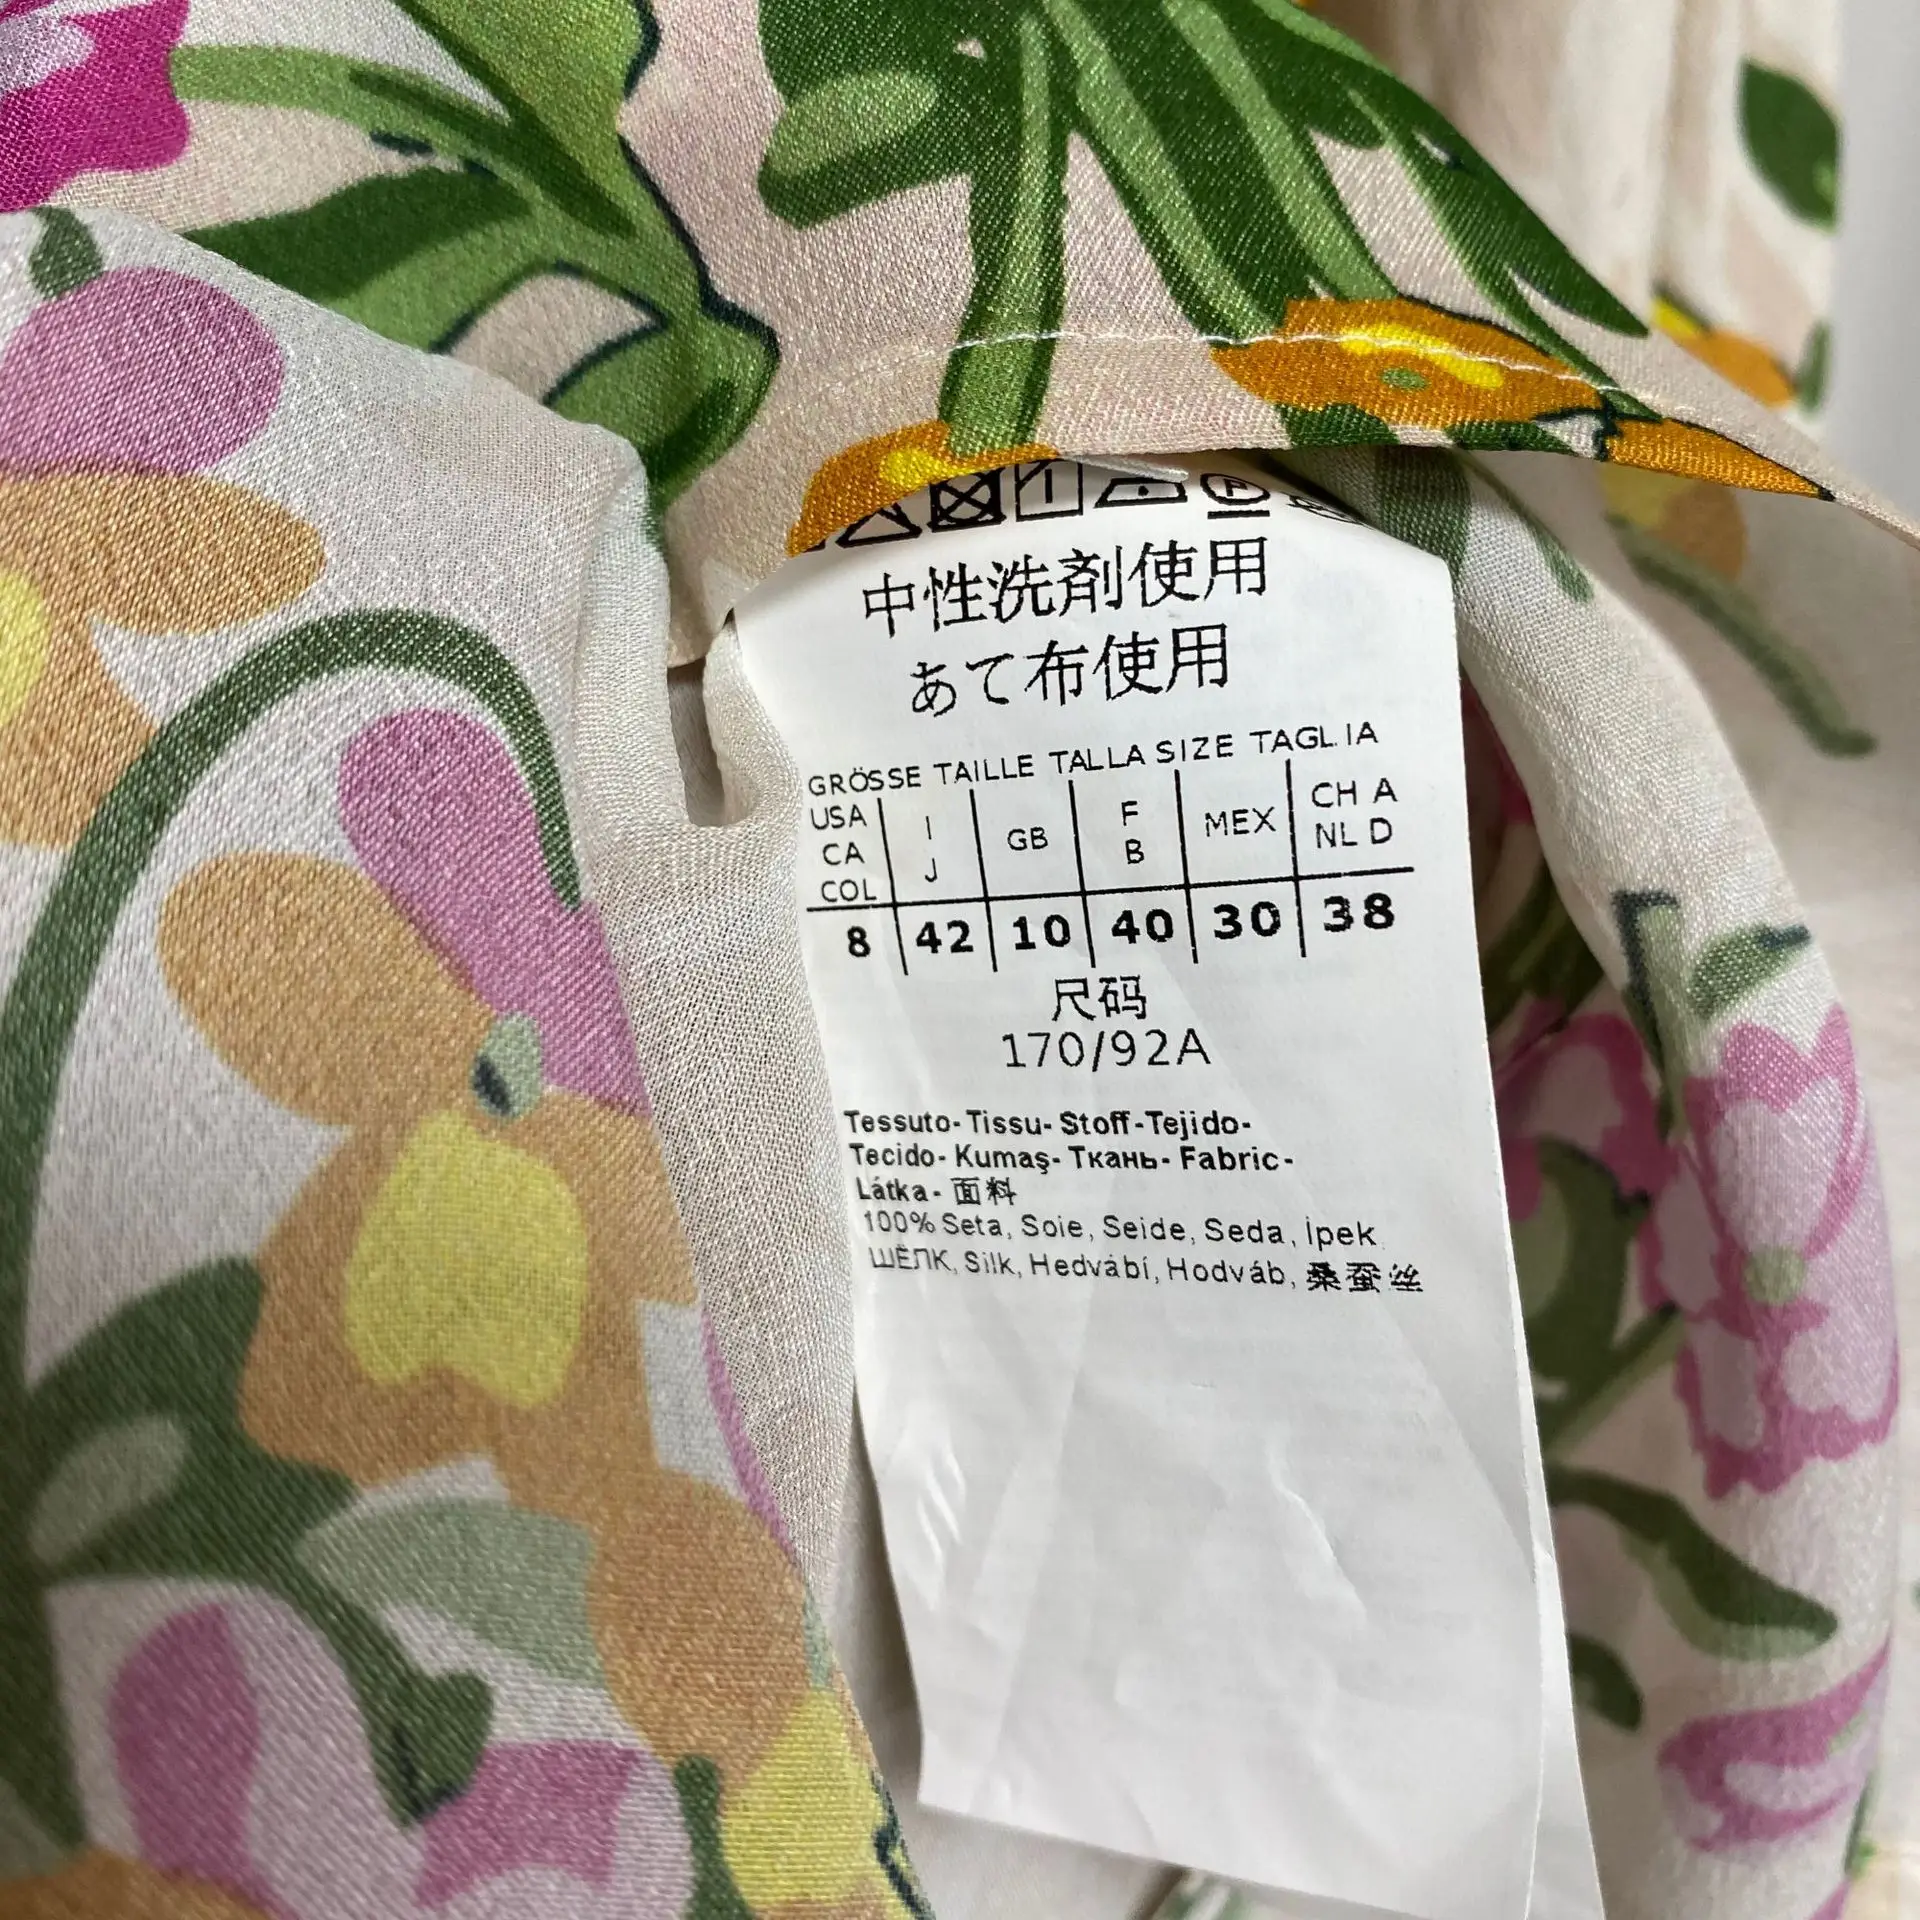 P
中性洗剤使用
あて布使用
GRÖSSE TAILLE TALLA SIZE TAGLIA
USA CA COL I J GB F B MEX CH A NL D
8 42 10 40 30 38
尺码
170/92A
Tessuto- Tissu- Stoff-Tejido-
Tecido- Kumaş- Ткань- Fabric-
Látka- 面料
100% Seta, Soie, Seide, Seda, İpek,
ШЁЛК, Silk, Hedvábí, Hodváb, 桑蚕丝